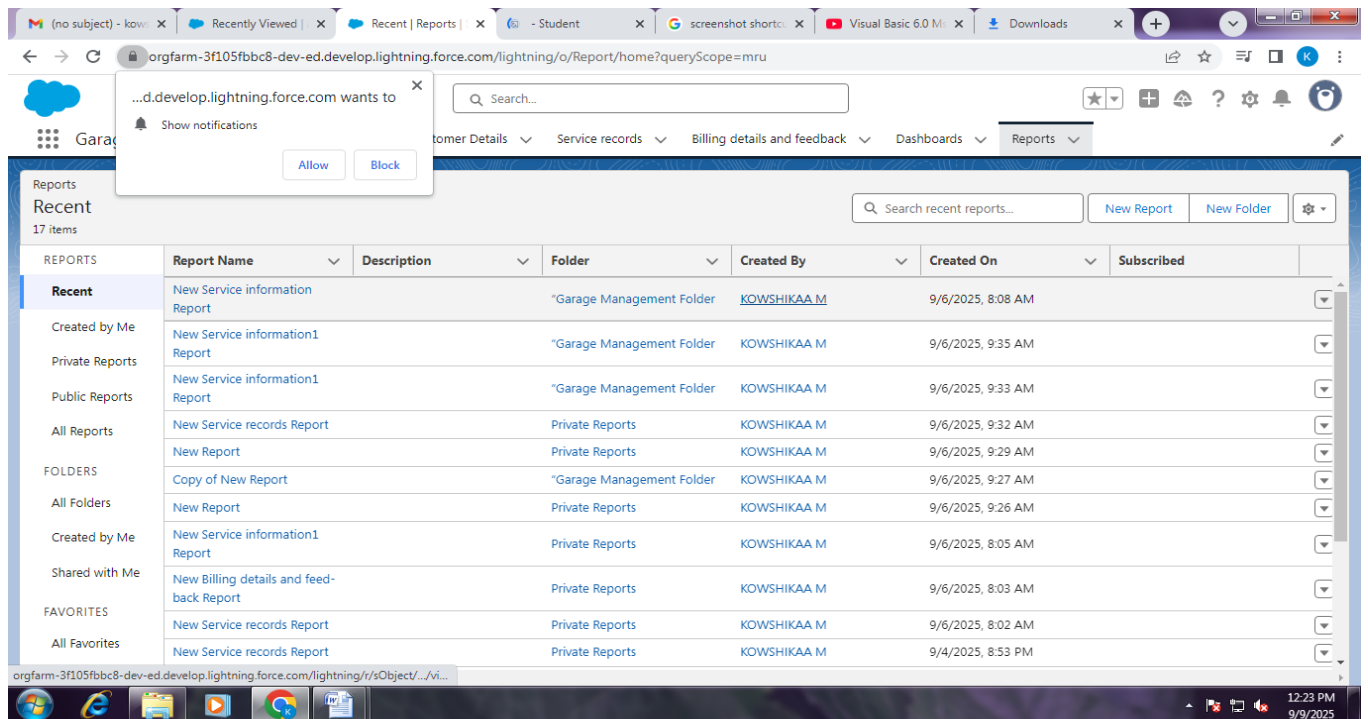 (no subject) - kow
Recently Viewed |
Recent | Reports |
- Student
screenshot shortc
Visual Basic 6.0 M
Downloads
orgfarm-3f105fbbc8-dev-ed.develop.lightning.force.com/lightning/o/Report/home?queryScope=mru
K
...d.develop.lightning.force.com wants to
Show notifications
Allow
Block
Search...
Garag
tomer Details
Service records
Billing details and feedback
Dashboards
Reports
Reports
Recent
17 items
Search recent reports...
New Report
New Folder
REPORTS
Recent
Created by Me
Private Reports
Public Reports
All Reports
FOLDERS
All Folders
Created by Me
Shared with Me
FAVORITES
All Favorites
Report Name Description Folder Created By Created On Subscribed
New Service information
Report
"Garage Management Folder KOWSHIKAA M 9/6/2025, 8:08 AM
New Service information1
Report
"Garage Management Folder KOWSHIKAA M 9/6/2025, 9:35 AM
New Service information1
Report
"Garage Management Folder KOWSHIKAA M 9/6/2025, 9:33 AM
New Service records Report Private Reports KOWSHIKAA M 9/6/2025, 9:32 AM
New Report Private Reports KOWSHIKAA M 9/6/2025, 9:29 AM
Copy of New Report "Garage Management Folder KOWSHIKAA M 9/6/2025, 9:27 AM
New Report Private Reports KOWSHIKAA M 9/6/2025, 9:26 AM
New Service information1
Report
Private Reports KOWSHIKAA M 9/6/2025, 8:05 AM
New Billing details and feed-
back Report
Private Reports KOWSHIKAA M 9/6/2025, 8:03 AM
New Service records Report Private Reports KOWSHIKAA M 9/6/2025, 8:02 AM
New Service records Report Private Reports KOWSHIKAA M 9/4/2025, 8:53 PM
orgfarm-3f105fbbc8-dev-ed.develop.lightning.force.com/lightning/r/sObject/.../vi...
12:23 PM
9/9/2025